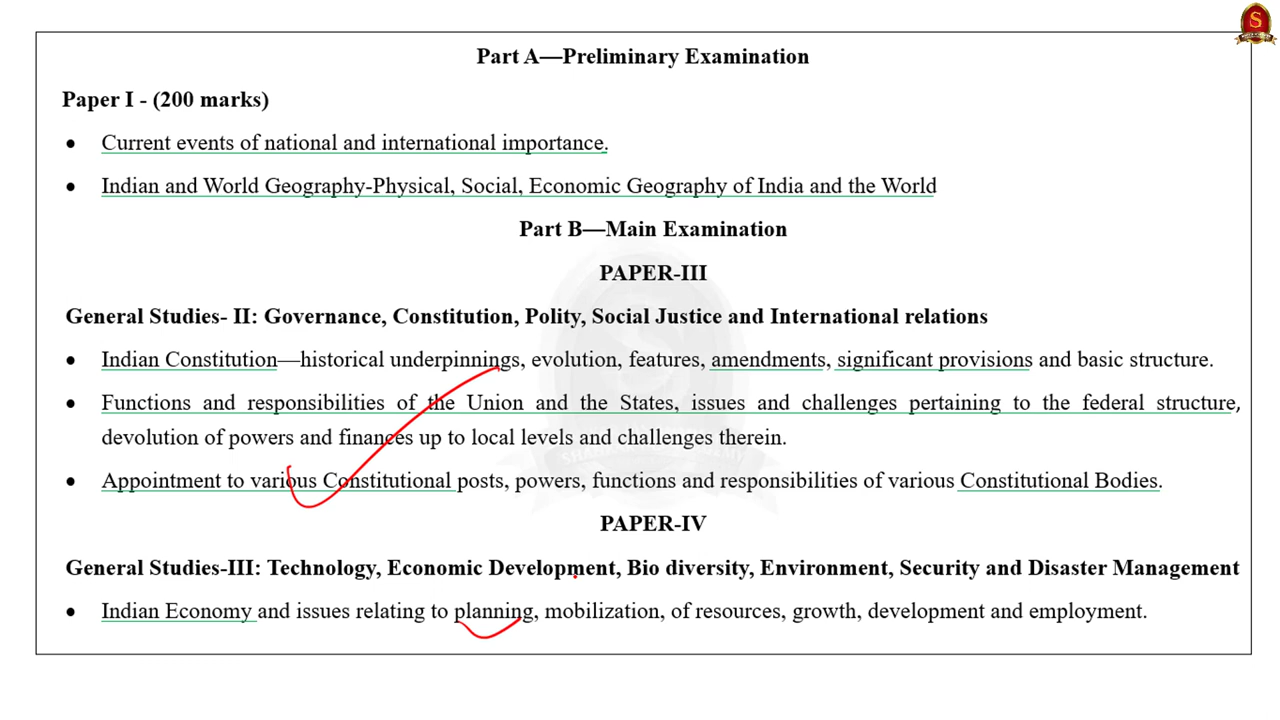 Part A—Preliminary Examination
Paper I - (200 marks)
• Current events of national and international importance.
• Indian and World Geography-Physical, Social, Economic Geography of India and the World
Part B—Main Examination
PAPER-III
General Studies- II: Governance, Constitution, Polity, Social Justice and International relations
• Indian Constitution—historical underpinnings, evolution, features, amendments, significant provisions and basic structure.
• Functions and responsibilities of the Union and the States, issues and challenges pertaining to the federal structure,
devolution of powers and finances up to local levels and challenges therein.
• Appointment to various Constitutional posts, powers, functions and responsibilities of various Constitutional Bodies.
PAPER-IV
General Studies-III: Technology, Economic Development, Bio diversity, Environment, Security and Disaster Management
• Indian Economy and issues relating to planning, mobilization, of resources, growth, development and employment.